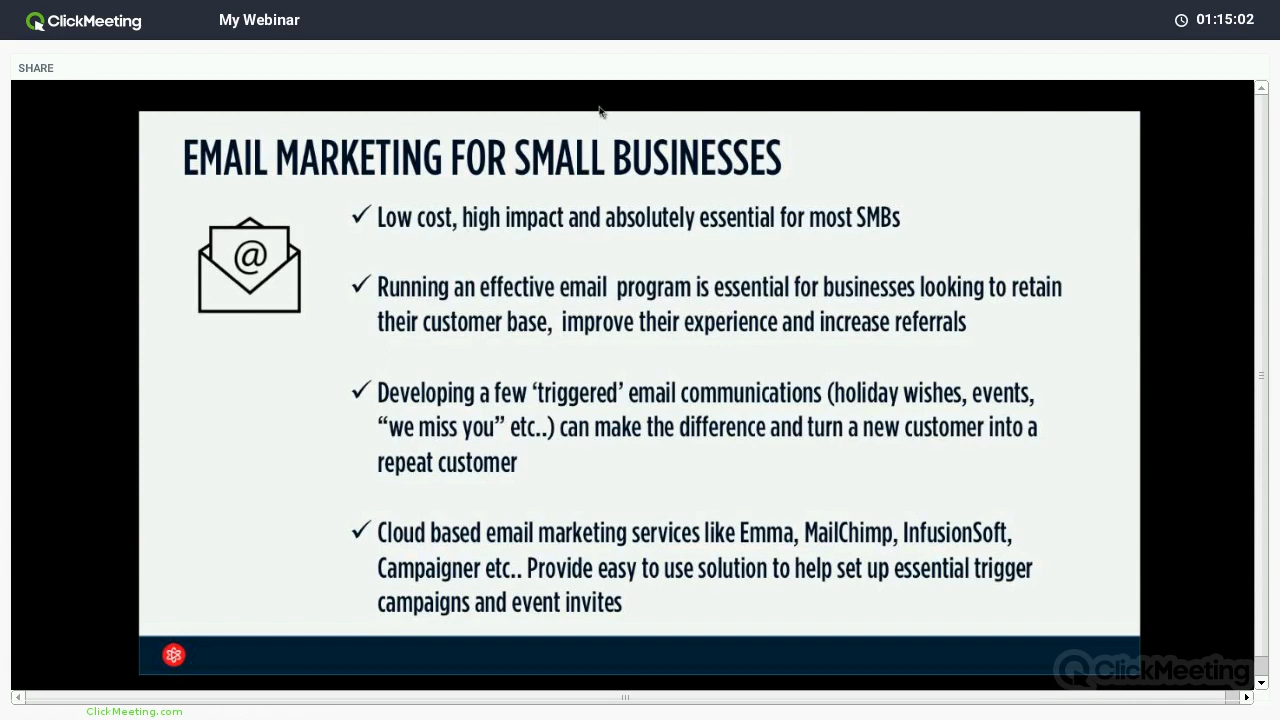 ClickMeeting My Webinar 01:15:02
SHARE
EMAIL MARKETING FOR SMALL BUSINESSES
@
✓ Low cost, high impact and absolutely essential for most SMBs
✓ Running an effective email program is essential for businesses looking to retain
their customer base, improve their experience and increase referrals
✓ Developing a few ‘triggered’ email communications (holiday wishes, events,
“we miss you” etc..) can make the difference and turn a new customer into a
repeat customer
✓ Cloud based email marketing services like Emma, MailChimp, InfusionSoft,
Campaigner etc.. Provide easy to use solution to help set up essential trigger
campaigns and event invites
ClickMeeting
ClickMeeting.com